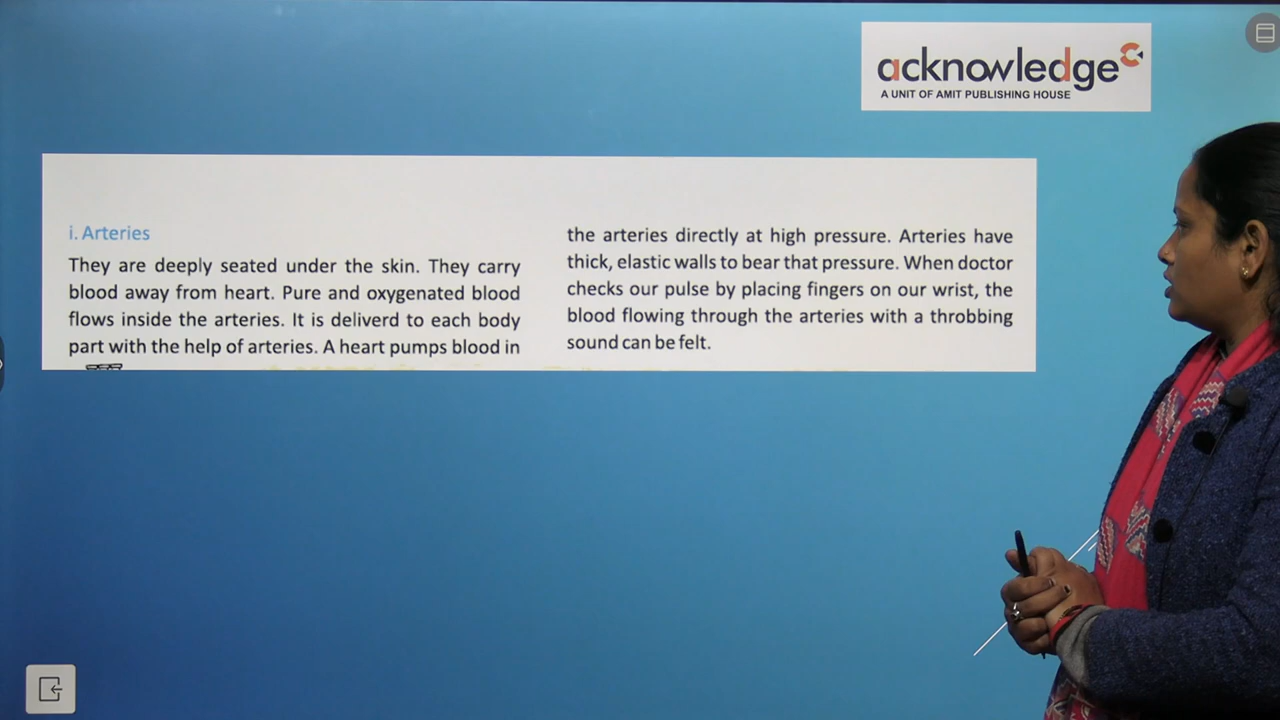 acknowledge
A UNIT OF AMIT PUBLISHING HOUSE
i. Arteries
They are deeply seated under the skin. They carry
blood away from heart. Pure and oxygenated blood
flows inside the arteries. It is deliverd to each body
part with the help of arteries. A heart pumps blood in
the arteries directly at high pressure. Arteries have
thick, elastic walls to bear that pressure. When doctor
checks our pulse by placing fingers on our wrist, the
blood flowing through the arteries with a throbbing
sound can be felt.